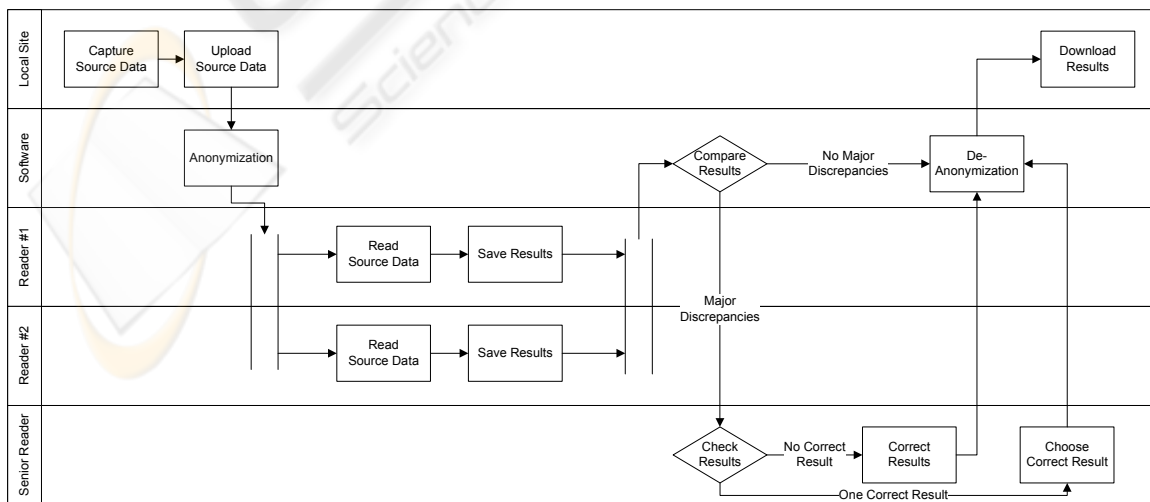 Local Site
Capture
Source Data
Upload
Source Data
Download
Results
Software
Anonymization
Compare
Results
No Major
Discrepancies
De-
Anonymization
Reader #1
Read
Source Data
Save Results
Major
Discrepancies
Reader #2
Read
Source Data
Save Results
Senior Reader
Check
Results
No Correct
Result
Correct
Results
Choose
Correct Result
One Correct Result